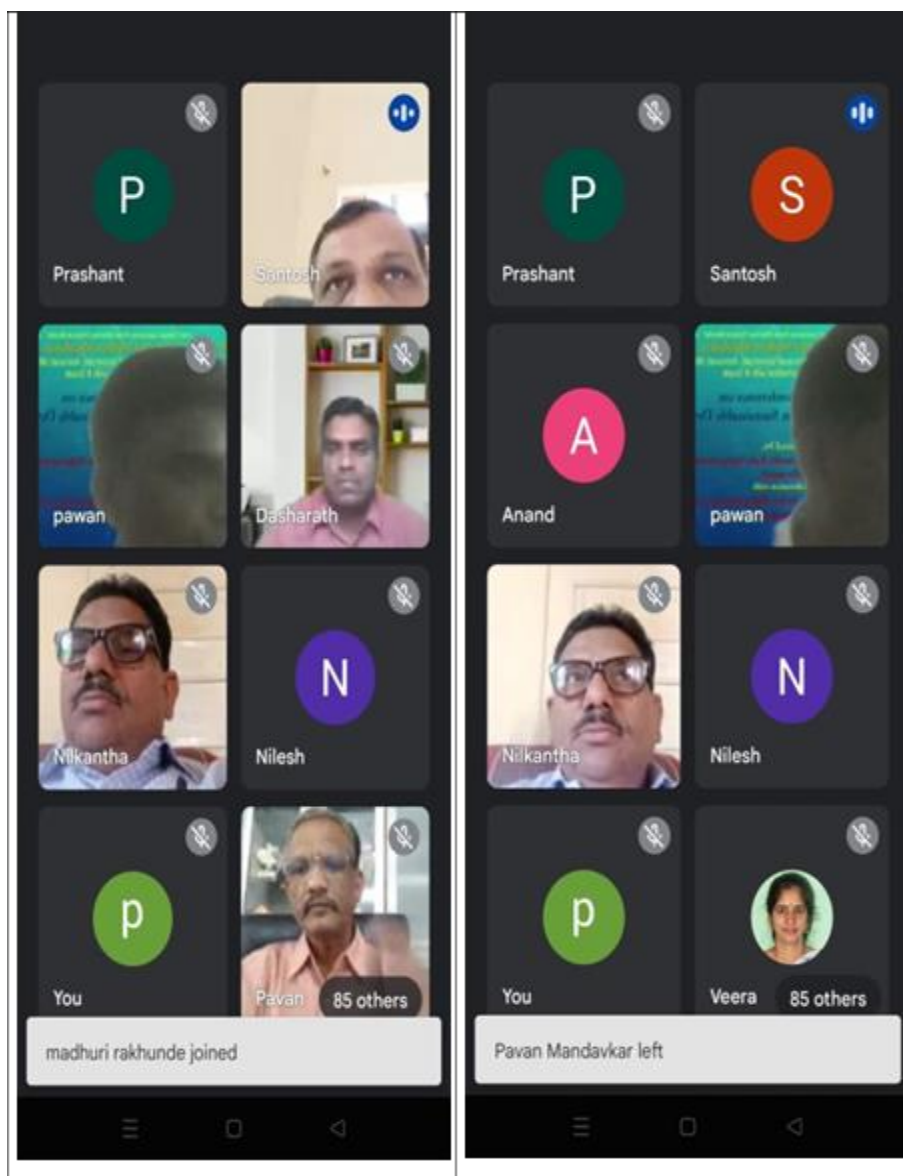 P
Prashant
Santosh
pawan
Dasharath
Nilkantha
N
Nilesh
p
You
Pavan
85 others
madhuri rakhunde joined
P
Prashant
S
Santosh
A
Anand
pawan
Nilkantha
N
Nilesh
p
You
Veera
85 others
Pavan Mandavkar left